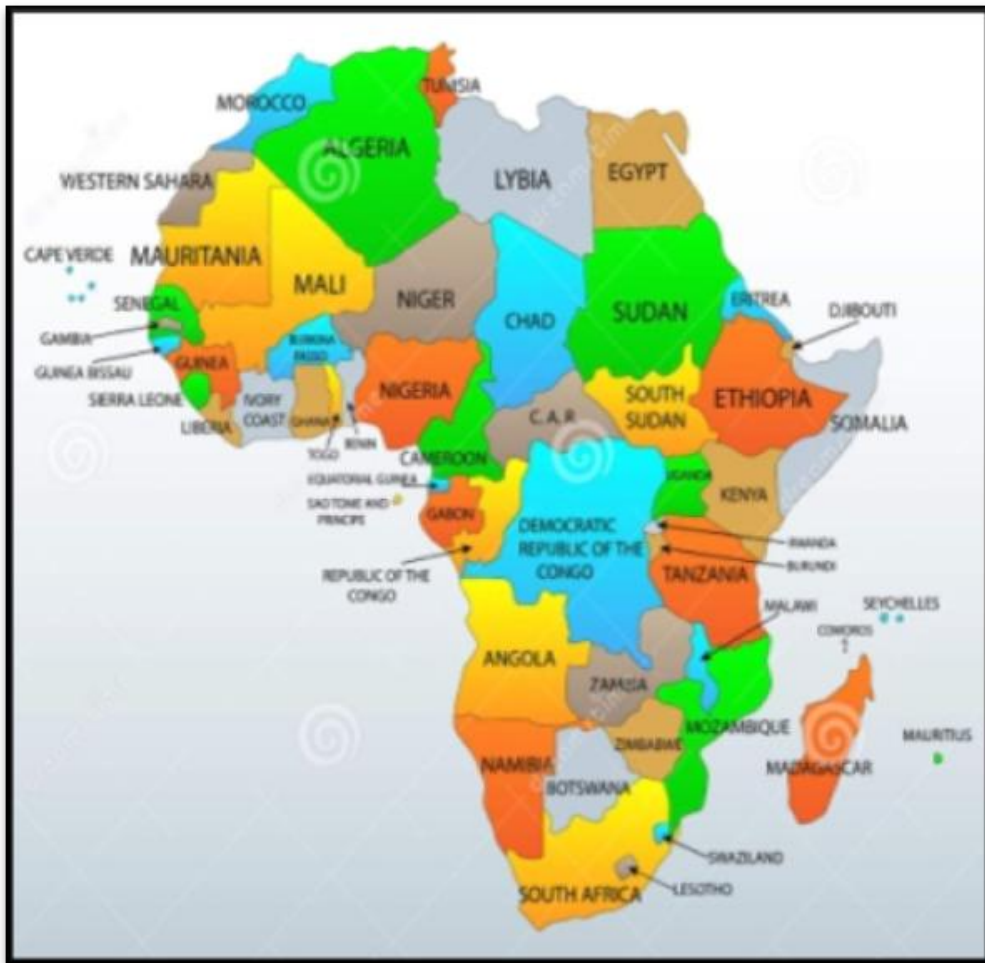 TUNISIA
MOROCCO
ALGERIA
LYBIA
EGYPT
WESTERN SAHARA
CAPE VERDE
MAURITANIA
MALI
NIGER
CHAD
SUDAN
ERITREA
DJIBOUTI
SENEGAL
GAMBIA
GUINEA BISSAU
GUINEA
BURKINA
FASSO
NIGERIA
SIERRA LEONE
IVORY
COAST
GHANA
LIBERIA
TOGO
BENIN
C. A. R
SOUTH
SUDAN
ETHIOPIA
SOMALIA
CAMEROON
EQUATORIAL GUINEA
SAO TOME AND
PRINCIPE
GABON
UGANDA
KENYA
DEMOCRATIC
REPUBLIC OF THE
CONGO
RWANDA
BURUNDI
REPUBLIC OF THE
CONGO
TANZANIA
MALAWI
SEYCHELLES
COMOROS
ANGOLA
ZAMBIA
MOZAMBIQUE
ZIMBABWE
MAURITIUS
NAMIBIA
BOTSWANA
MADAGASCAR
SWAZILAND
LESOTHO
SOUTH AFRICA